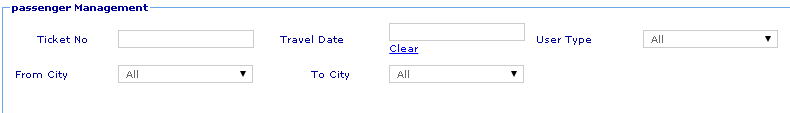 passenger Management
Ticket No Travel Date User Type All
Clear
From City All To City All